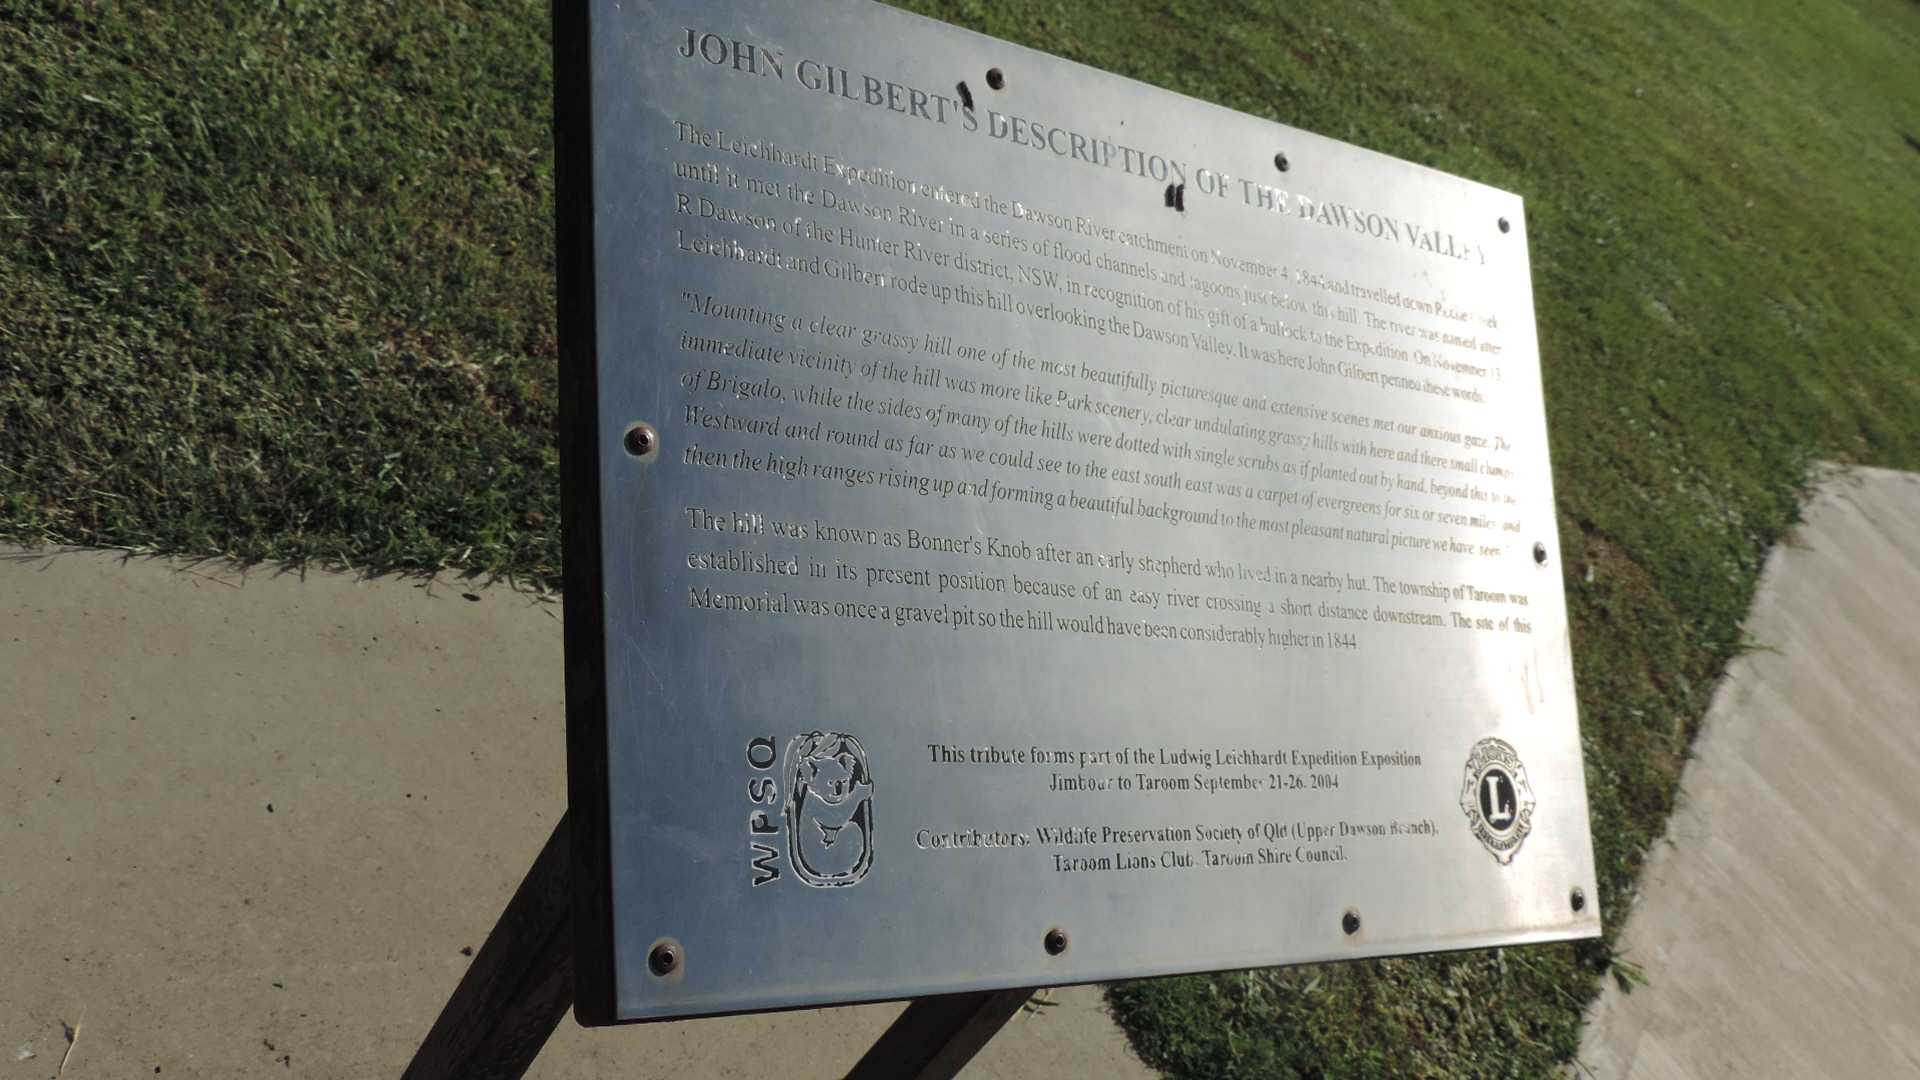 JOHN GILBERT'S DESCRIPTION OF THE DAWSON VALLEY
The Leichhardt Expedition entered the Dawson River catchment on November 4, 1844 and travelled down
until it met the Dawson River in a series of flood channels and lagoons just below this hill. The river was named after
R Dawson of the Hunter River district, NSW, in recognition of his gift of a bullock to the Expedition. On November 13
Leichhardt and Gilbert rode up this hill overlooking the Dawson Valley. It was here John Gilbert penned these words.
"Mounting a clear grassy hill one of the most beautifully picturesque and extensive scenes met our anxious gaze. The
immediate vicinity of the hill was more like Park scenery, clear undulating grassy hills with here and there small clumps
of Brigalo, while the sides of many of the hills were dotted with single scrubs as if planted out by hand, beyond this to the
Westward and round as far as we could see to the east south east was a carpet of evergreens for six or seven miles and
then the high ranges rising up and forming a beautiful background to the most pleasant natural picture we have seen."
The hill was known as Bonner's Knob after an early shepherd who lived in a nearby hut. The township of Taroom was
established in its present position because of an easy river crossing a short distance downstream. The site of this
Memorial was once a gravel pit so the hill would have been considerably higher in 1844.
WPSQ
This tribute forms part of the Ludwig Leichhardt Expedition Exposition
Jimbour to Taroom September 21-26, 2004
Contributors: Wildlife Preservation Society of Qld (Upper Dawson Branch),
Taroom Lions Club, Taroom Shire Council.
LIONS
L